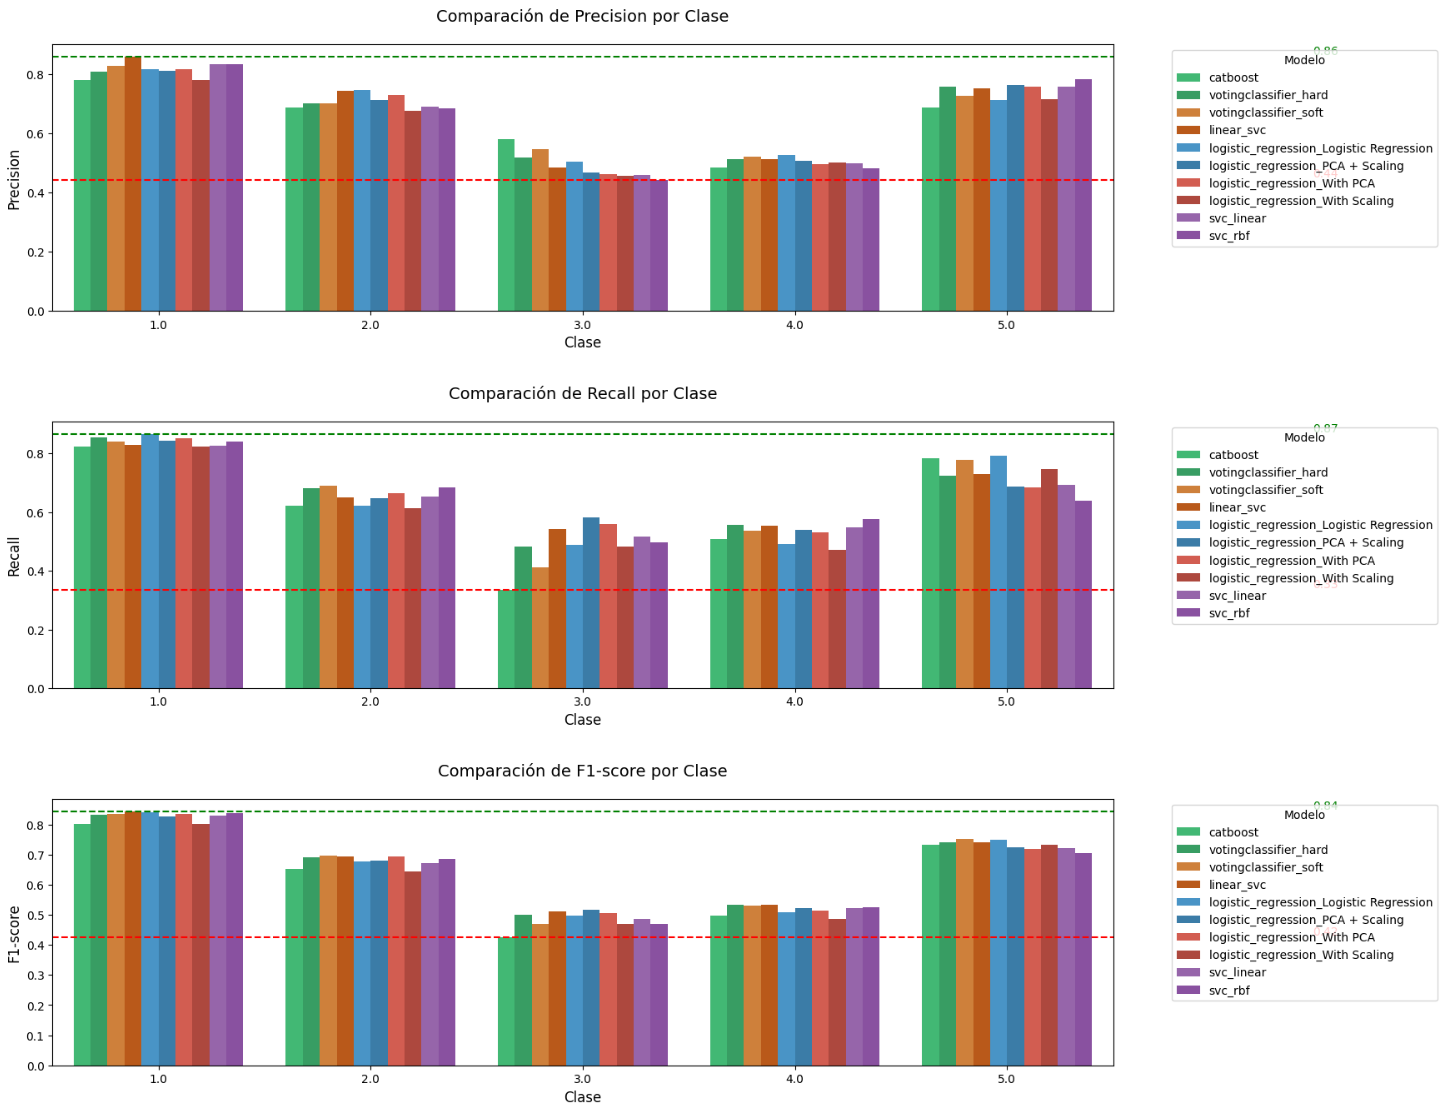 Comparación de Precision por Clase
Precision
0.8
0.6
0.4
0.2
0.0
1.0
2.0
3.0
4.0
5.0
Clase
0.86
Modelo
catboost
votingclassifier_hard
votingclassifier_soft
linear_svc
logistic_regression_Logistic Regression
logistic_regression_PCA + Scaling
0.44
logistic_regression_With PCA
logistic_regression_With Scaling
svc_linear
svc_rbf
Comparación de Recall por Clase
Recall
0.8
0.6
0.4
0.2
0.0
1.0
2.0
3.0
4.0
5.0
Clase
0.87
Modelo
catboost
votingclassifier_hard
votingclassifier_soft
linear_svc
logistic_regression_Logistic Regression
logistic_regression_PCA + Scaling
logistic_regression_With PCA
logistic_regression_With Scaling
svc_linear
svc_rbf
Comparación de F1-score por Clase
F1-score
0.8
0.7
0.6
0.5
0.4
0.3
0.2
0.1
0.0
1.0
2.0
3.0
4.0
5.0
Clase
0.84
Modelo
catboost
votingclassifier_hard
votingclassifier_soft
linear_svc
logistic_regression_Logistic Regression
logistic_regression_PCA + Scaling
logistic_regression_With PCA
logistic_regression_With Scaling
svc_linear
svc_rbf